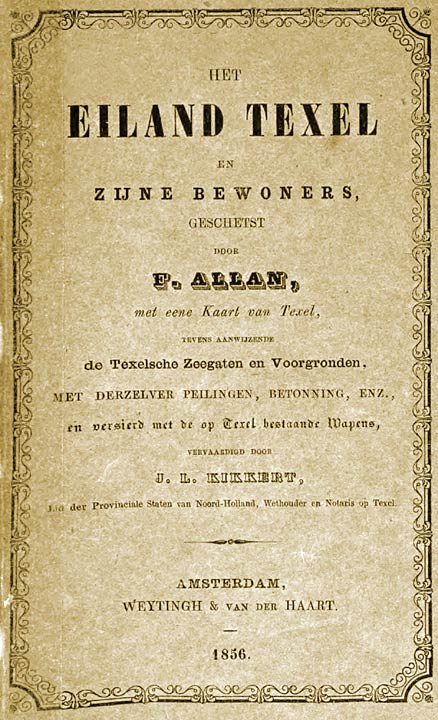 HET
EILAND TEXEL
EN
ZIJNE BEWONERS,
GESCHETST
DOOR
F. ALLAN,
met eene Kaart van Texel,
TEVENS AANWIJZENDE
de Texelsche Zeegaten en Voorgronden,
MET DERZELVER PEILINGEN, BETONNING, ENZ.,
en versierd met de op Texel bestaande Wapens,
VERVAARDIGD DOOR
J. L. KIKKERT,
Lid der Provinciale Staten van Noord-Holland, Wethouder en Notaris op Texel.
AMSTERDAM,
WEYTINGH & VAN DER HAART.
1856.